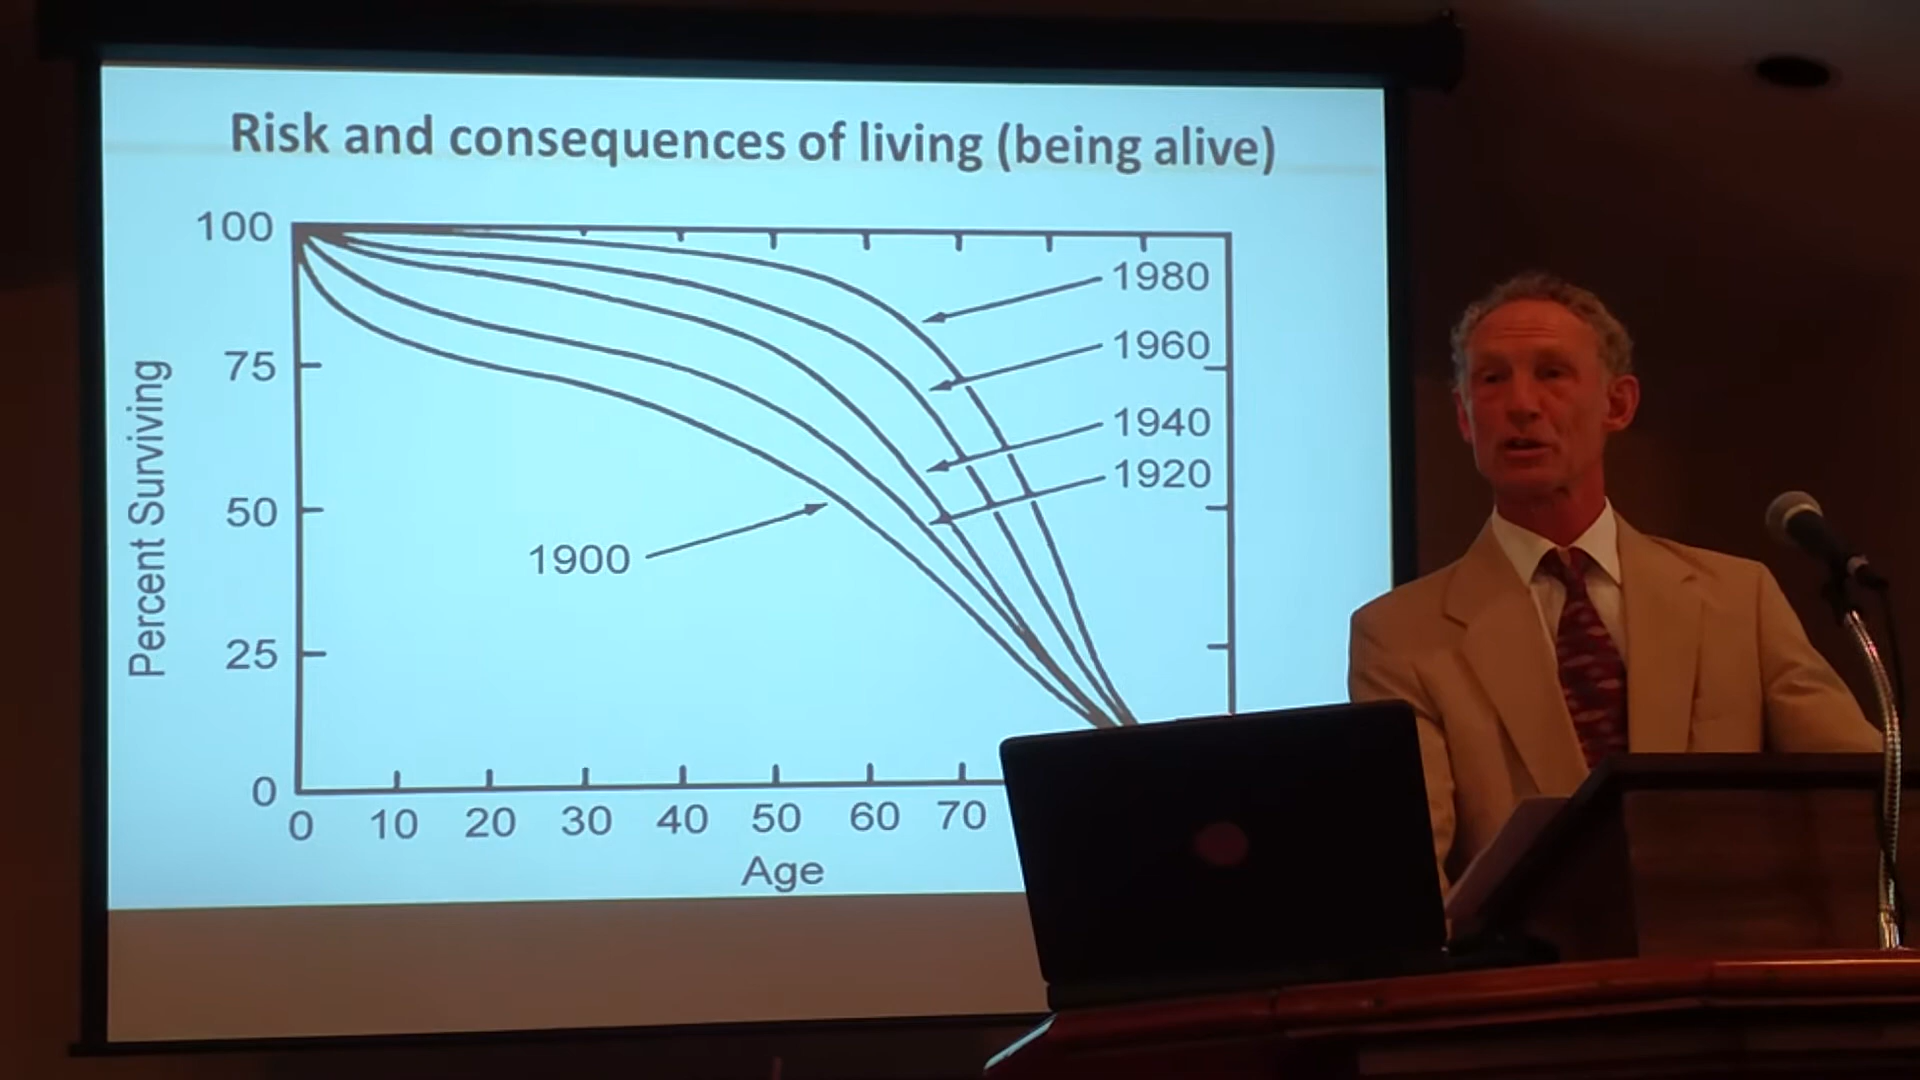 Risk and consequences of living (being alive)
100
75
50
25
0
Percent Surviving
1980
1960
1940
1920
1900
0 10 20 30 40 50 60 70
Age